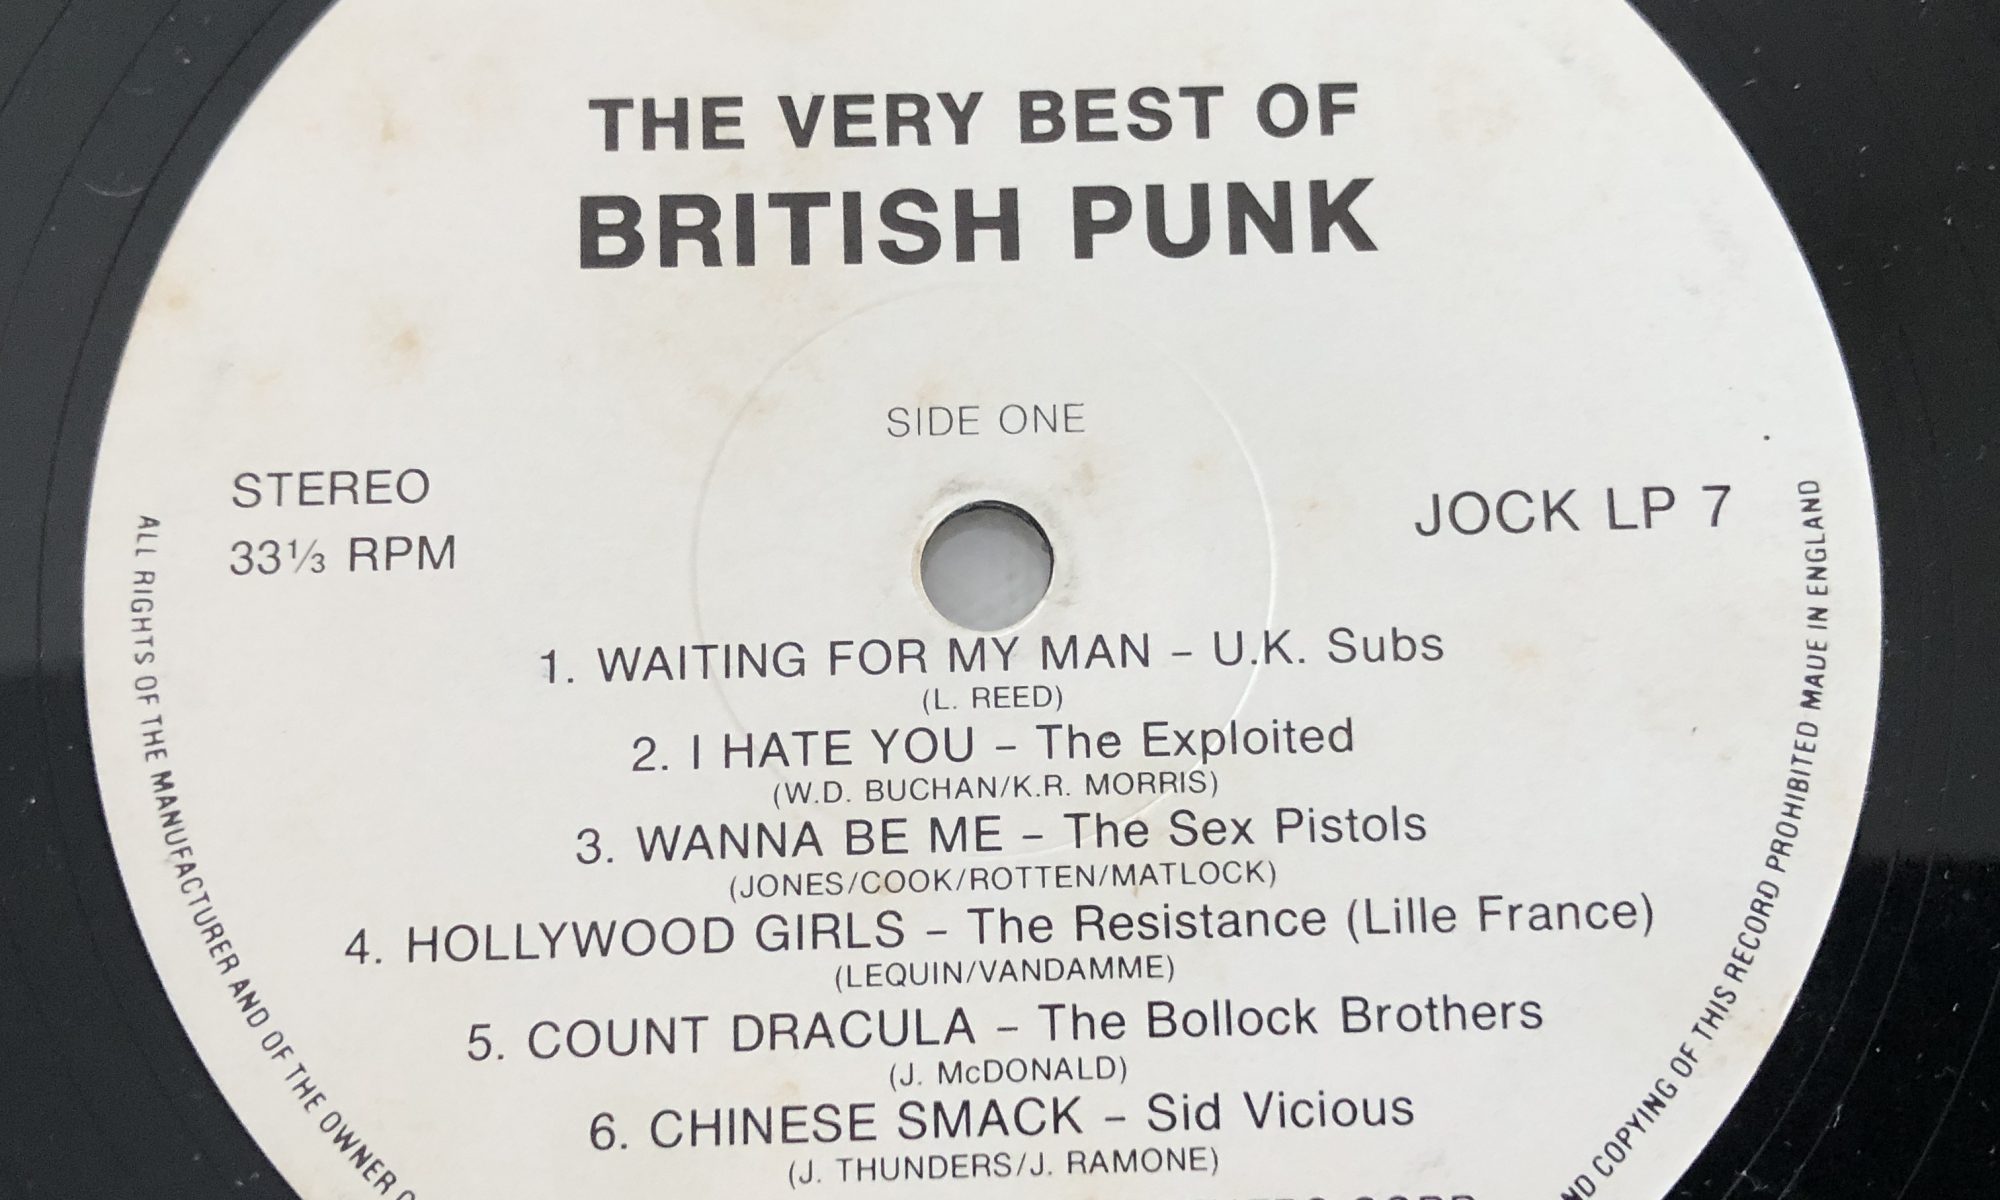 THE VERY BEST OF
BRITISH PUNK
SIDE ONE
STEREO
33⅓ RPM
JOCK LP 7
1. WAITING FOR MY MAN – U.K. Subs
(L. REED)
2. I HATE YOU – The Exploited
(W.D. BUCHAN/K.R. MORRIS)
3. WANNA BE ME – The Sex Pistols
(JONES/COOK/ROTTEN/MATLOCK)
4. HOLLYWOOD GIRLS – The Resistance (Lille France)
(LEQUIN/VANDAMME)
5. COUNT DRACULA – The Bollock Brothers
(J. McDONALD)
6. CHINESE SMACK – Sid Vicious
(J. THUNDERS/J. RAMONE)
ALL RIGHTS OF THE MANUFACTURER AND OF THE OWNER
COPYING OF THIS RECORD PROHIBITED MADE IN ENGLAND